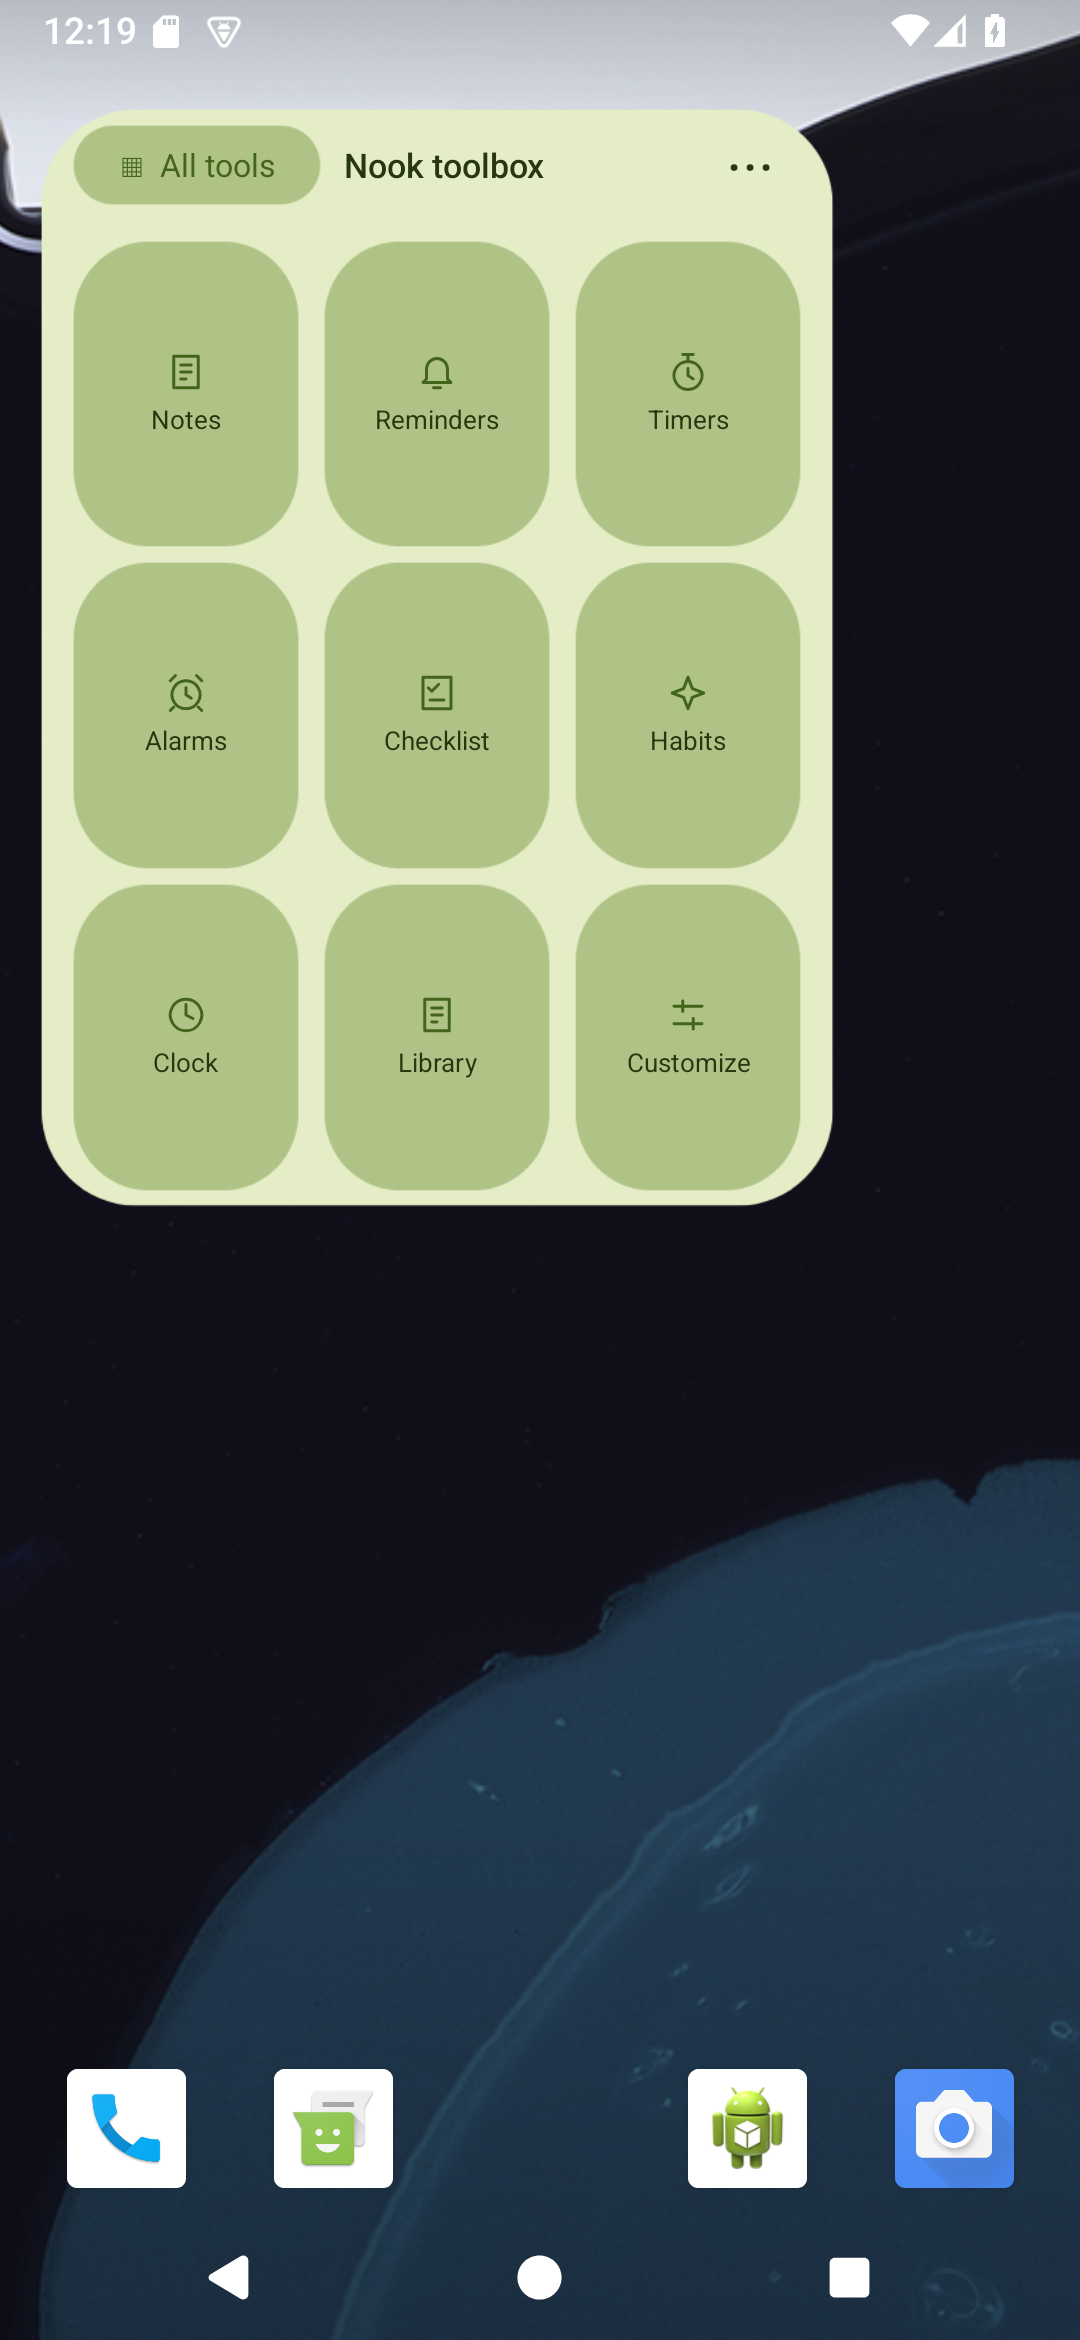 12:19
All tools
Nook toolbox
Notes
Reminders
Timers
Alarms
Checklist
Habits
Clock
Library
Customize